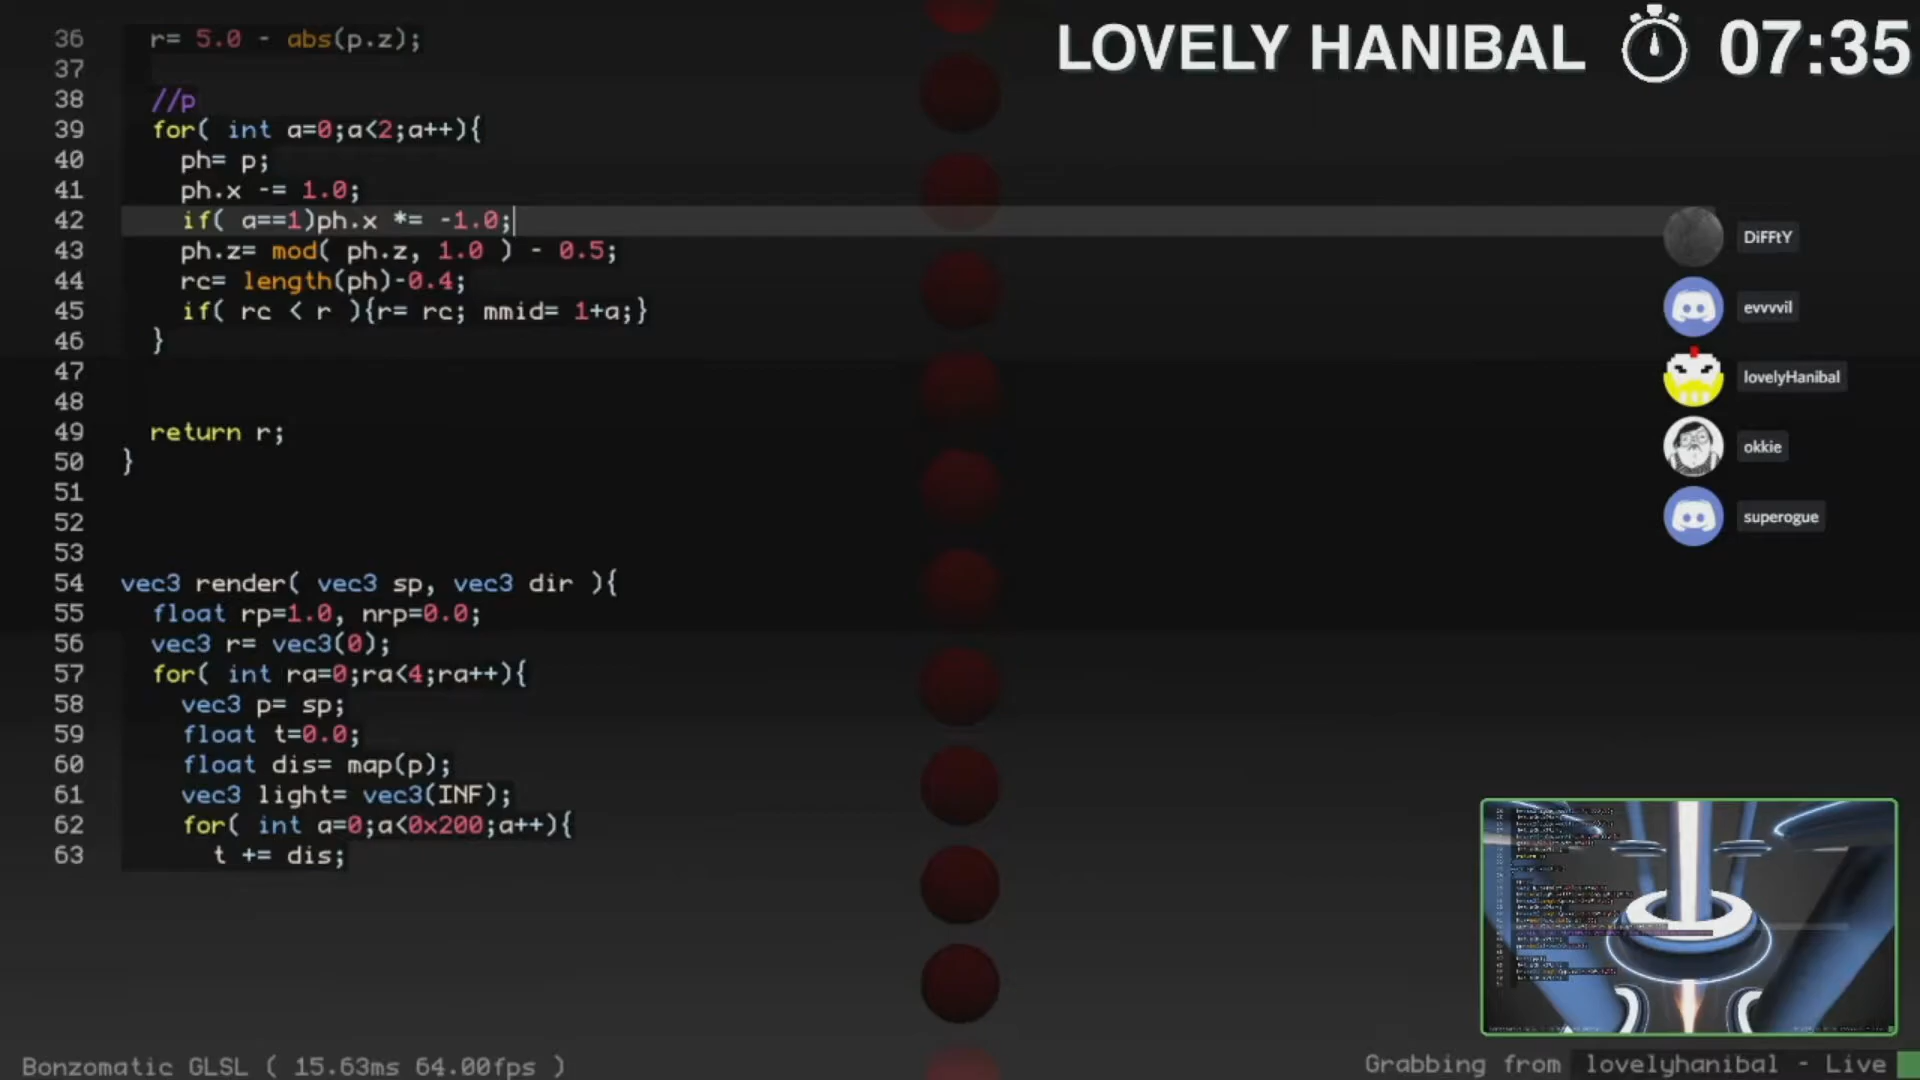 LOVELY HANIBAL 07:35
36 r= 5.0 - abs(p.z);
37
38 //p
39 for( int a=0;a<2;a++){
40 ph= p;
41 ph.x -= 1.0;
42 if( a==1)ph.x *= -1.0;
43 ph.z= mod( ph.z, 1.0 ) - 0.5;
44 rc= length(ph)-0.4;
45 if( rc < r ){r= rc; mmid= 1+a;}
46 }
47
48
49 return r;
50 }
51
52
53
54 vec3 render( vec3 sp, vec3 dir ){
55 float rp=1.0, nrp=0.0;
56 vec3 r= vec3(0);
57 for( int ra=0;ra<4;ra++){
58 vec3 p= sp;
59 float t=0.0;
60 float dis= map(p);
61 vec3 light= vec3(INF);
62 for( int a=0;a<0x200;a++){
63 t += dis;
DiFFtY
evvvvil
lovelyHanibal
okkie
superogue
Bonzomatic GLSL ( 15.63ms 64.00fps )
Grabbing from lovelyhanibal - Live